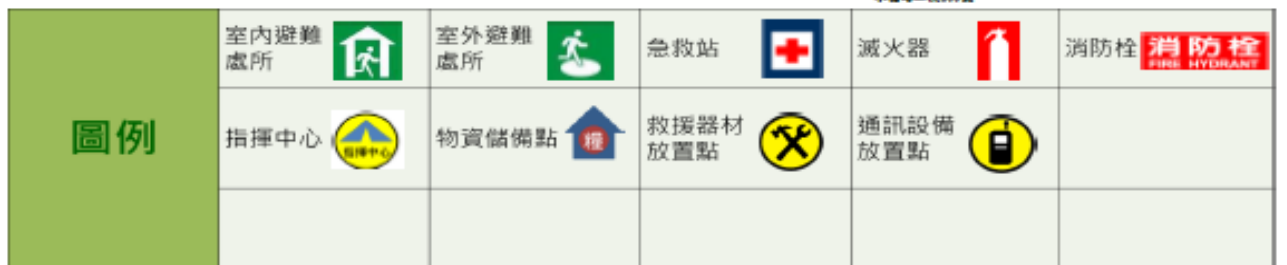 圖例
室內避難
處所
室外避難
處所
急救站
滅火器
消防栓
消防栓
FIRE HYDRANT
指揮中心
指揮中心
物資儲備點
糧
救援器材
放置點
通訊設備
放置點